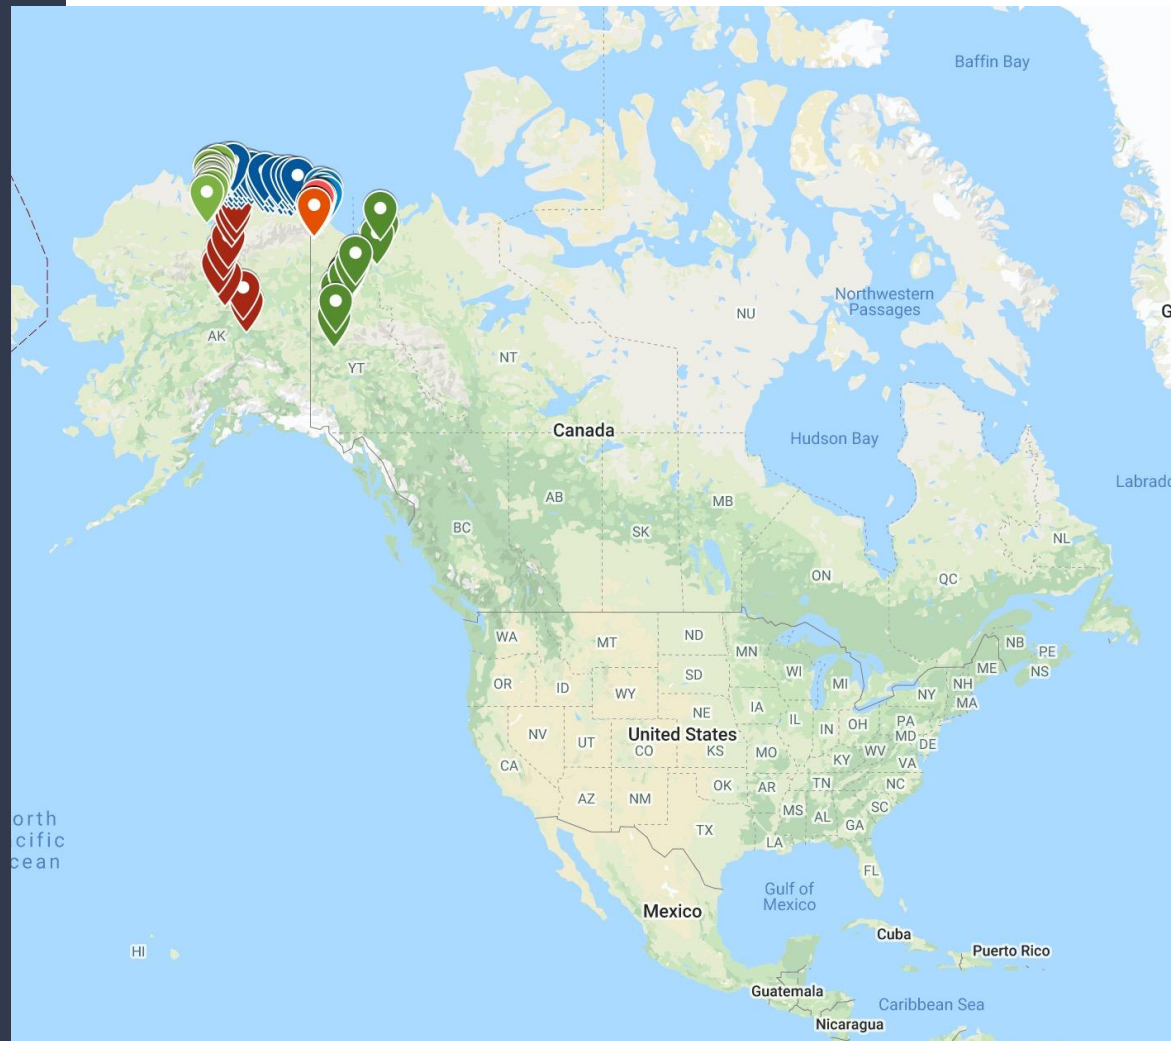 Baffin Bay
Northwestern
Passages
NU
G
AK
YT
NT
Canada
Hudson Bay
Labrado
AB
MB
BC
SK
NL
ON
QC
WA
MT
ND
MN
NB
PE
NS
ME
OR
ID
SD
WI
MI
NH
NY
MA
WY
NE
IA
IL
IN
OH
PA
MD
DE
NV
UT
United States
CO
KS
MO
KY
WV
VA
CA
OK
AR
TN
NC
AZ
NM
MS
AL
GA
SC
TX
LA
orth
cific
cean
FL
Gulf of
Mexico
Mexico
Cuba
HI
Puerto Rico
Guatemala
Caribbean Sea
Nicaragua